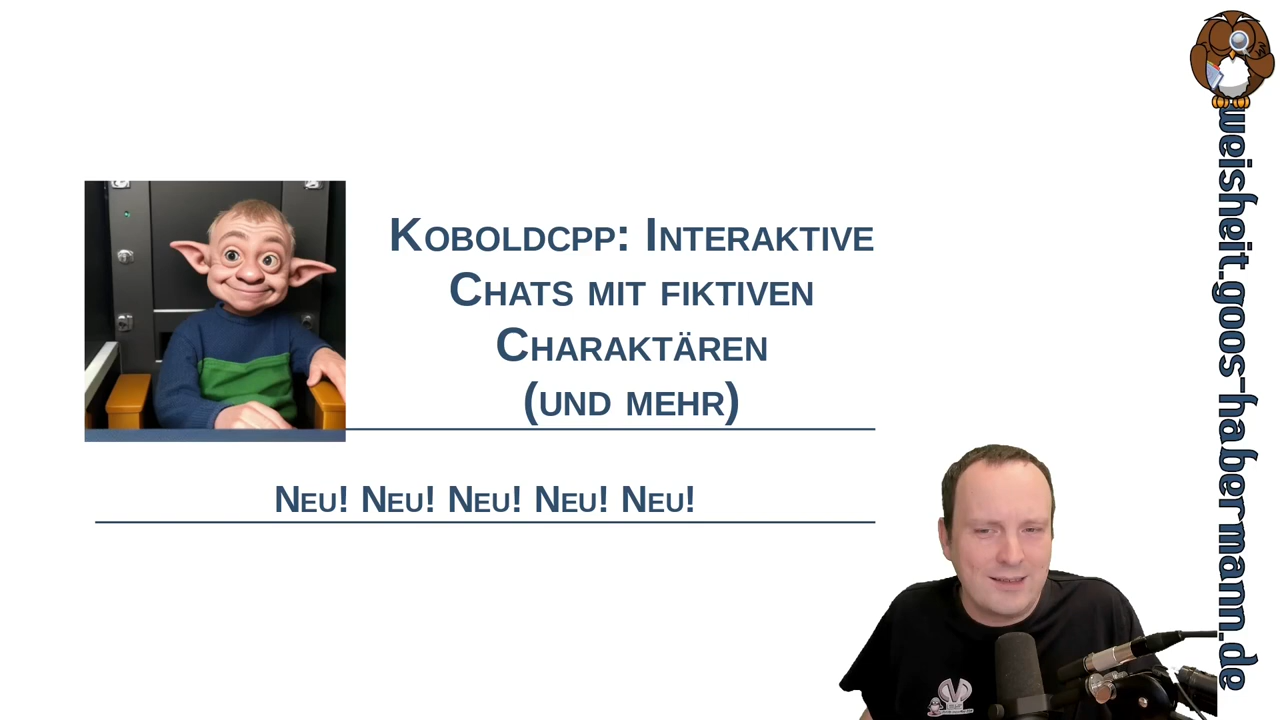 Koboldcpp: Interaktive
Chats mit fiktiven
Charaktären
(und mehr)
Neu! Neu! Neu! Neu! Neu!
weisheit.goos-habermann.de